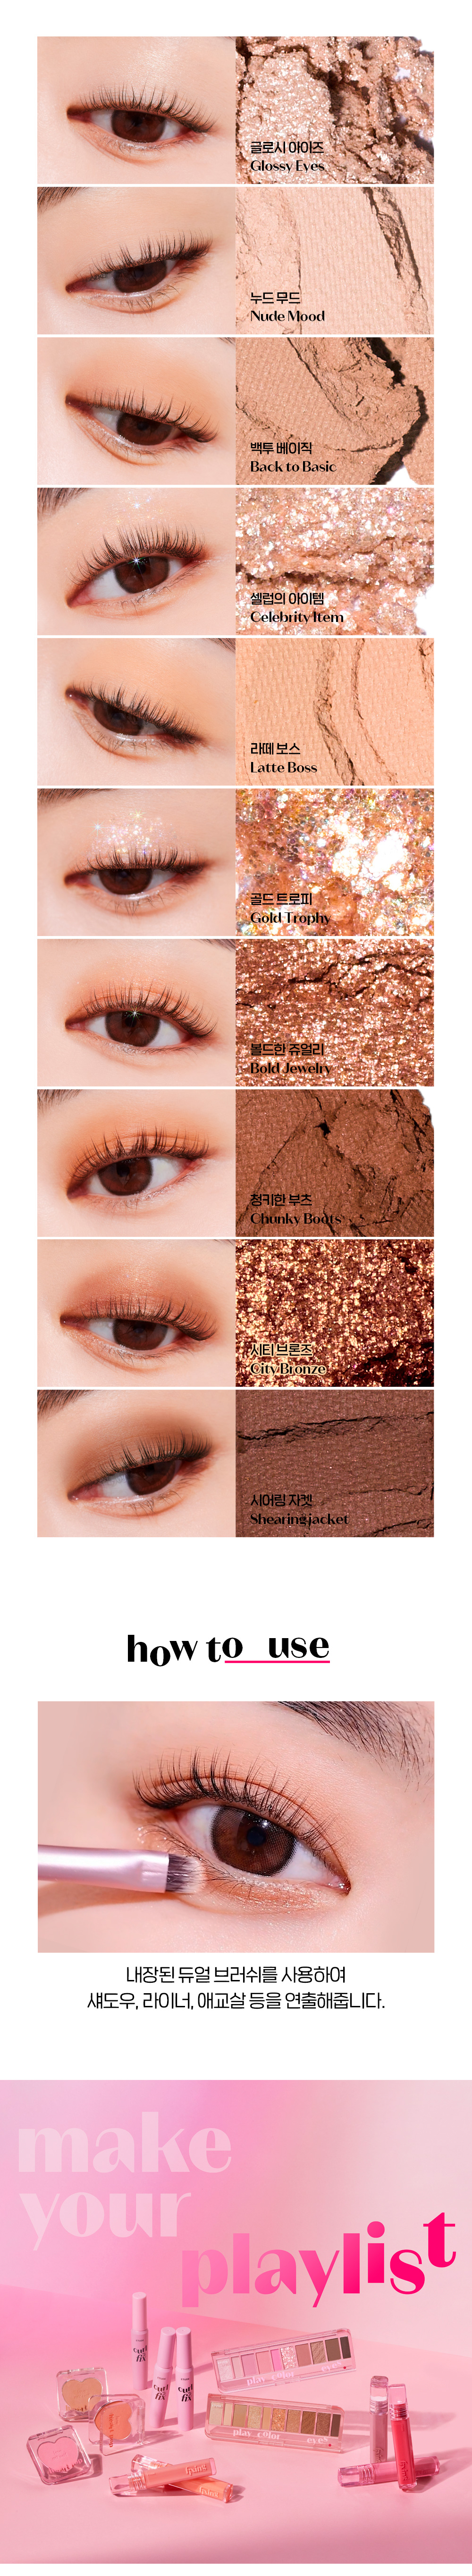 글로시 아이즈
Glossy Eyes
누드 무드
Nude Mood
백투 베이직
Back to Basic
셀럽의 아이템
Celebrity Item
라떼 보스
Latte Boss
골드 트로피
Gold Trophy
볼드한 쥬얼리
Bold Jewelry
청키한 부츠
Chunky Boots
시티 브론즈
City Bronze
시어링 자켓
Shearing jacket
how to use
내장된 듀얼 브러쉬를 사용하여
섀도우, 라이너, 애교살 등을 연출해줍니다.
make
your
playlist
curl
fix
curl
fix
curl
fix
play color
eyes
play color
eyes